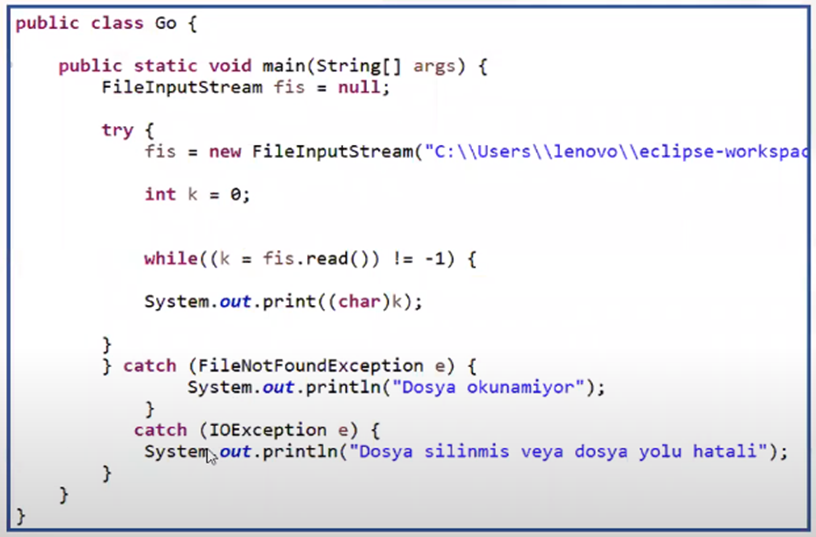 public class Go {
public static void main(String[] args) {
FileInputStream fis = null;
try {
fis = new FileInputStream("C:\\Users\\lenovo\\eclipse-workspac
int k = 0;
while((k = fis.read()) != -1) {
System.out.print((char)k);
}
} catch (FileNotFoundException e) {
System.out.println("Dosya okunamiyor");
}
catch (IOException e) {
System.out.println("Dosya silinmis veya dosya yolu hatali");
}
}
}